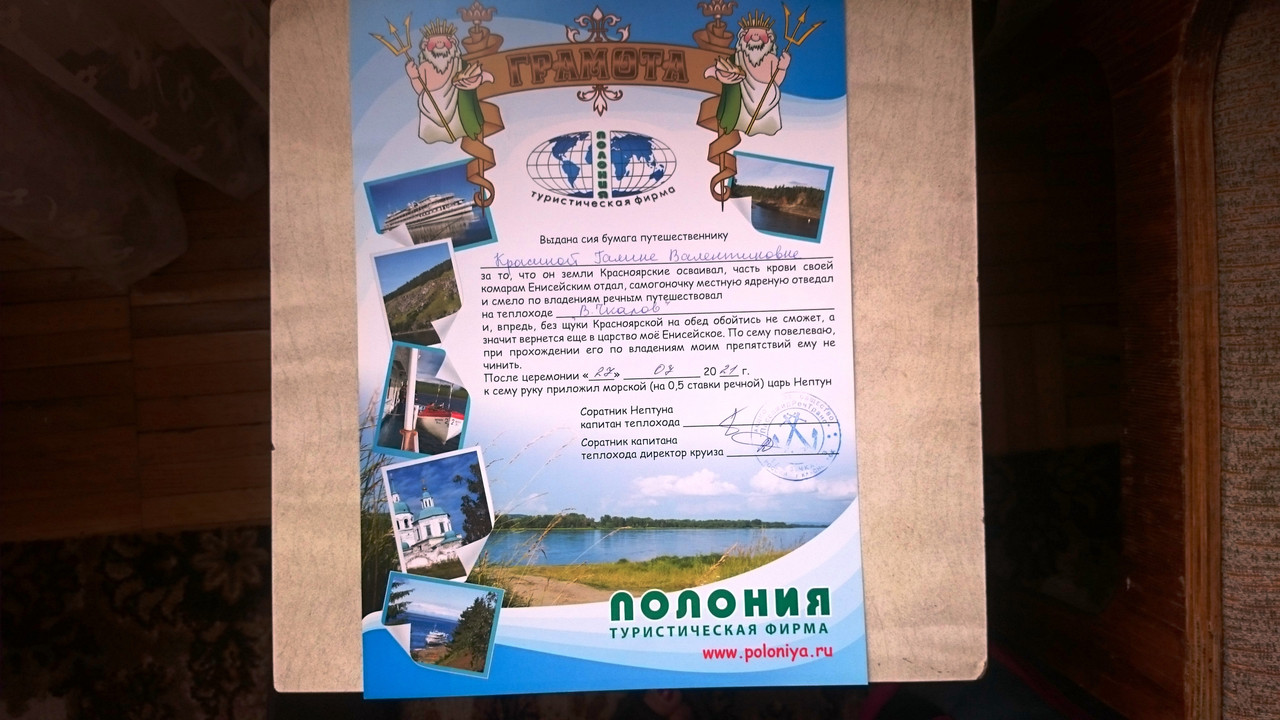 ГРАМОТА
ПОЛОНИЯ
туристическая фирма
Выдана сия бумага путешественнику
Красиной Галине Валентиновне
за то, что он земли Красноярские осваивал, часть крови своей
комарам Енисейским отдал, самогоночку местную ядреную отведал
и смело по владениям речным путешествовал
на теплоходе "В. Чкалов"
и, впредь, без щуки Красноярской на обед обойтись не сможет, а
значит вернется еще в царство моё Енисейское. По сему повелеваю,
при прохождении его по владениям моим препятствий ему не
чинить.
После церемонии «27» 07 2021 г.
к сему руку приложил морской (на 0,5 ставки речной) царь Нептун
Соратник Нептуна
капитан теплохода
Соратник капитана
теплохода директор круиза
ПОЛОНИЯ
ТУРИСТИЧЕСКАЯ ФИРМА
www.poloniya.ru